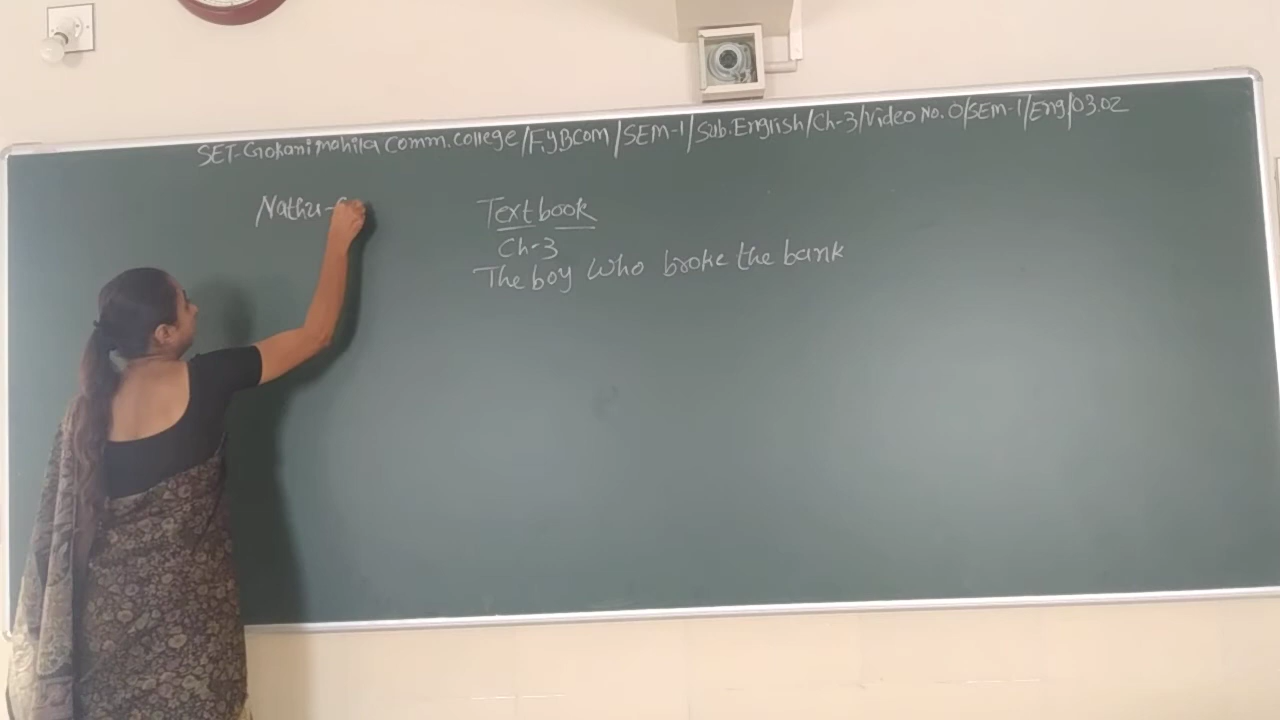 SET-Gokani mahila Comm. College/F.y.BCom/SEM-1/Sub.English/Ch-3/Video No. 0/SEM-1/Eng/03.02
Nathu-
Textbook
Ch-3
The boy Who broke the bank